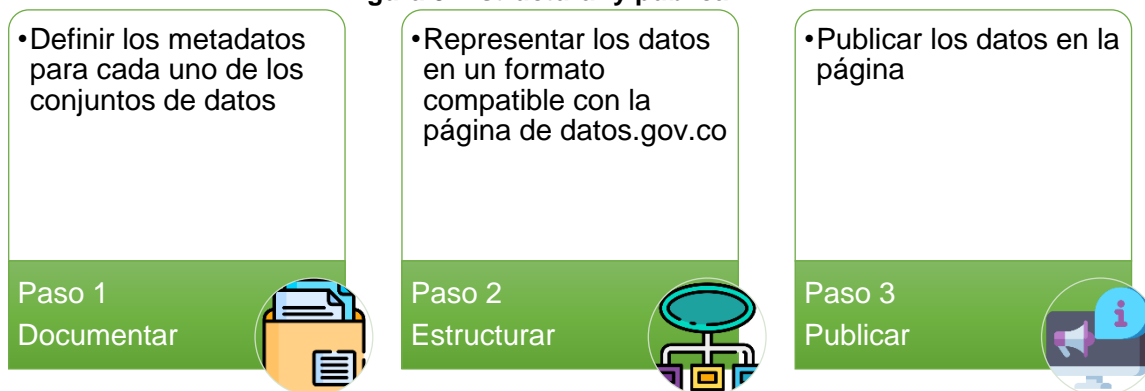 •Definir los metadatos
para cada uno de los
conjuntos de datos
Paso 1
Documentar
•Representar los datos
en un formato
compatible con la
página de datos.gov.co
Paso 2
Estructurar
•Publicar los datos en la
página
Paso 3
Publicar
i